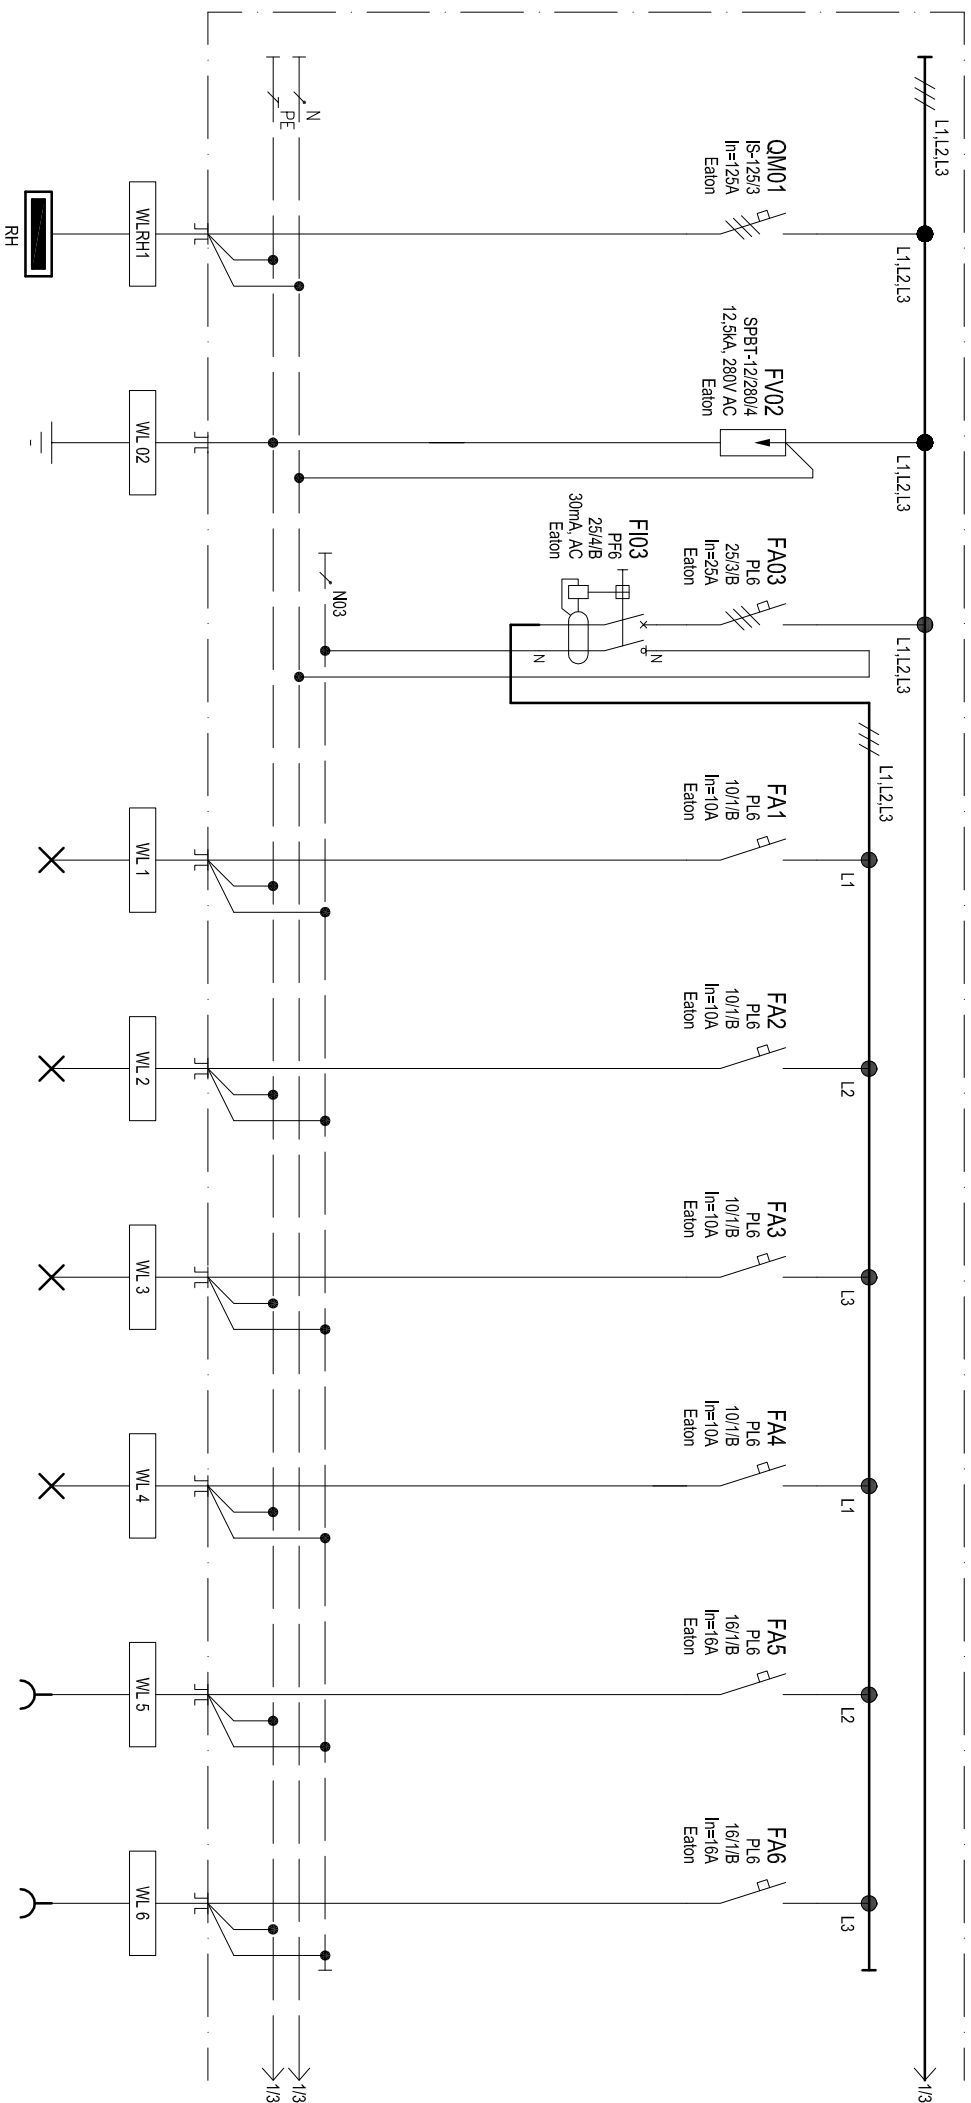 L1,L2,L3
N
PE
QM01
IS-125/3
In=125A
Eaton
L1,L2,L3
WLRH1
RH
FV02
SPBT-12/280/4
12,5kA, 280V AC
Eaton
L1,L2,L3
WL 02
FA03
PL6
25/3/B
In=25A
Eaton
L1,L2,L3
FI03
PF6
25/4/B
30mA, AC
Eaton
N
N
N03
L1,L2,L3
FA1
PL6
10/1/B
In=10A
Eaton
L1
WL 1
FA2
PL6
10/1/B
In=10A
Eaton
L2
WL 2
FA3
PL6
10/1/B
In=10A
Eaton
L3
WL 3
FA4
PL6
10/1/B
In=10A
Eaton
L1
WL 4
FA5
PL6
16/1/B
In=16A
Eaton
L2
WL 5
FA6
PL6
16/1/B
In=16A
Eaton
L3
WL 6
1/3
1/3
1/3